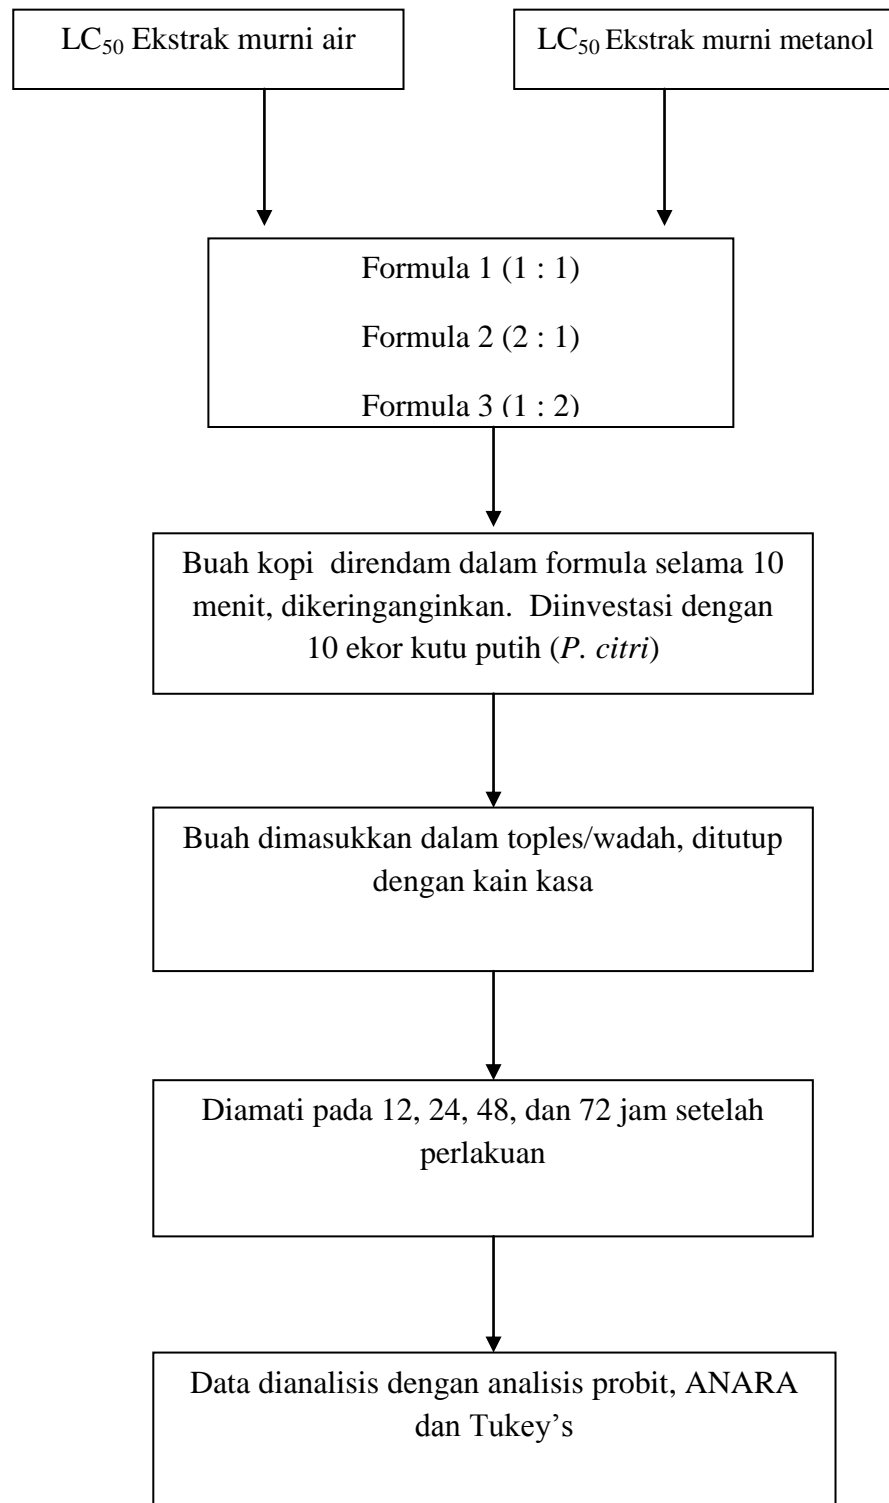 LC₅₀ Ekstrak murni air
LC₅₀ Ekstrak murni metanol
Formula 1 (1 : 1)
Formula 2 (2 : 1)
Formula 3 (1 : 2)
Buah kopi direndam dalam formula selama 10
menit, dikeringanginkan. Diinvestasi dengan
10 ekor kutu putih (P. citri)
Buah dimasukkan dalam toples/wadah, ditutup
dengan kain kasa
Diamati pada 12, 24, 48, dan 72 jam setelah
perlakuan
Data dianalisis dengan analisis probit, ANARA
dan Tukey’s